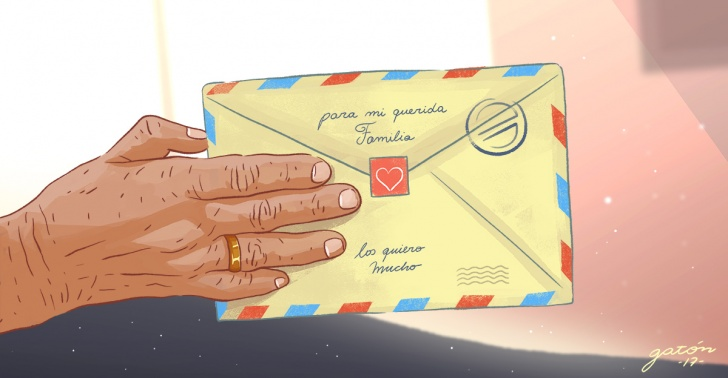 para mi querida
Familia
los quiero
mucho
gatón
-17-